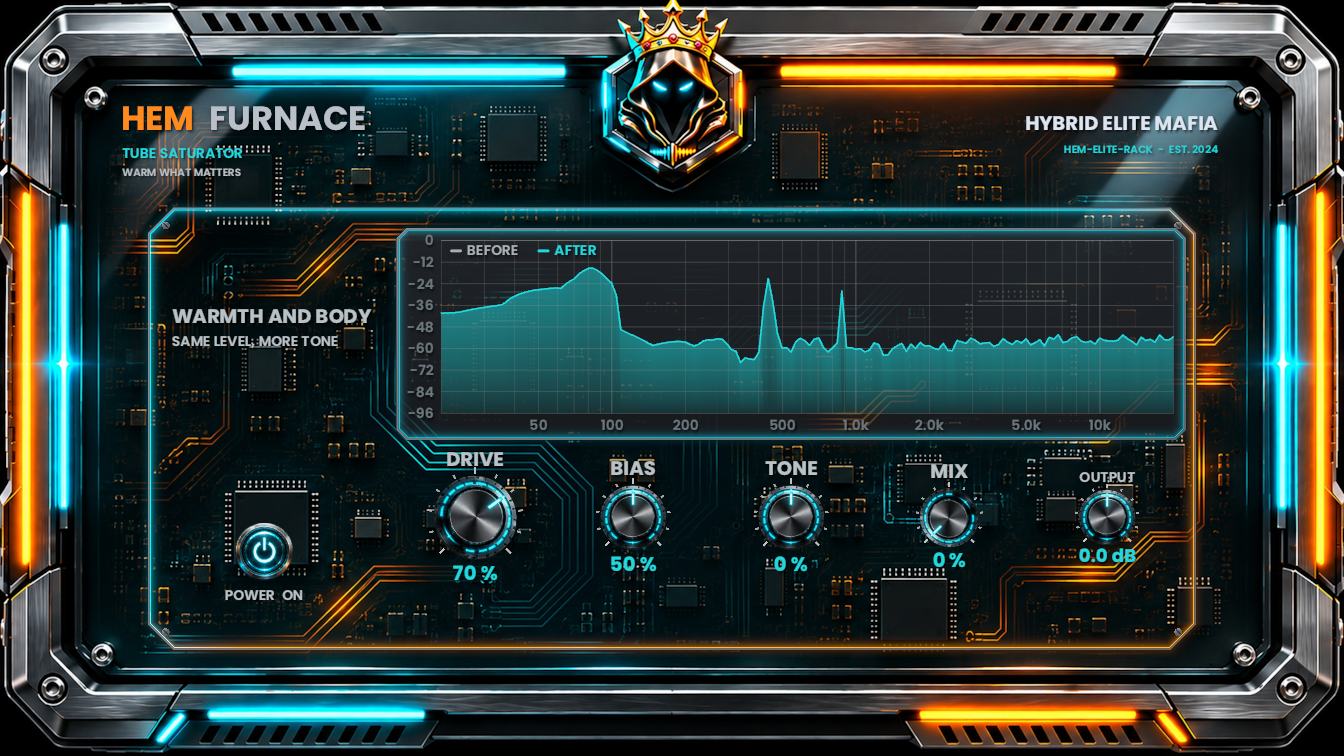 HEM FURNACE
TUBE SATURATOR
WARM WHAT MATTERS
HYBRID ELITE MAFIA
HEM-ELITE-RACK - EST. 2024
BEFORE AFTER
0
-12
-24
-36
-48
-60
-72
-84
-96
50 100 200 500 1.0k 2.0k 5.0k 10k
WARMTH AND BODY
SAME LEVEL; MORE TONE
DRIVE BIAS TONE MIX OUTPUT
70 % 50 % 0 % 0 % 0.0 dB
POWER ON